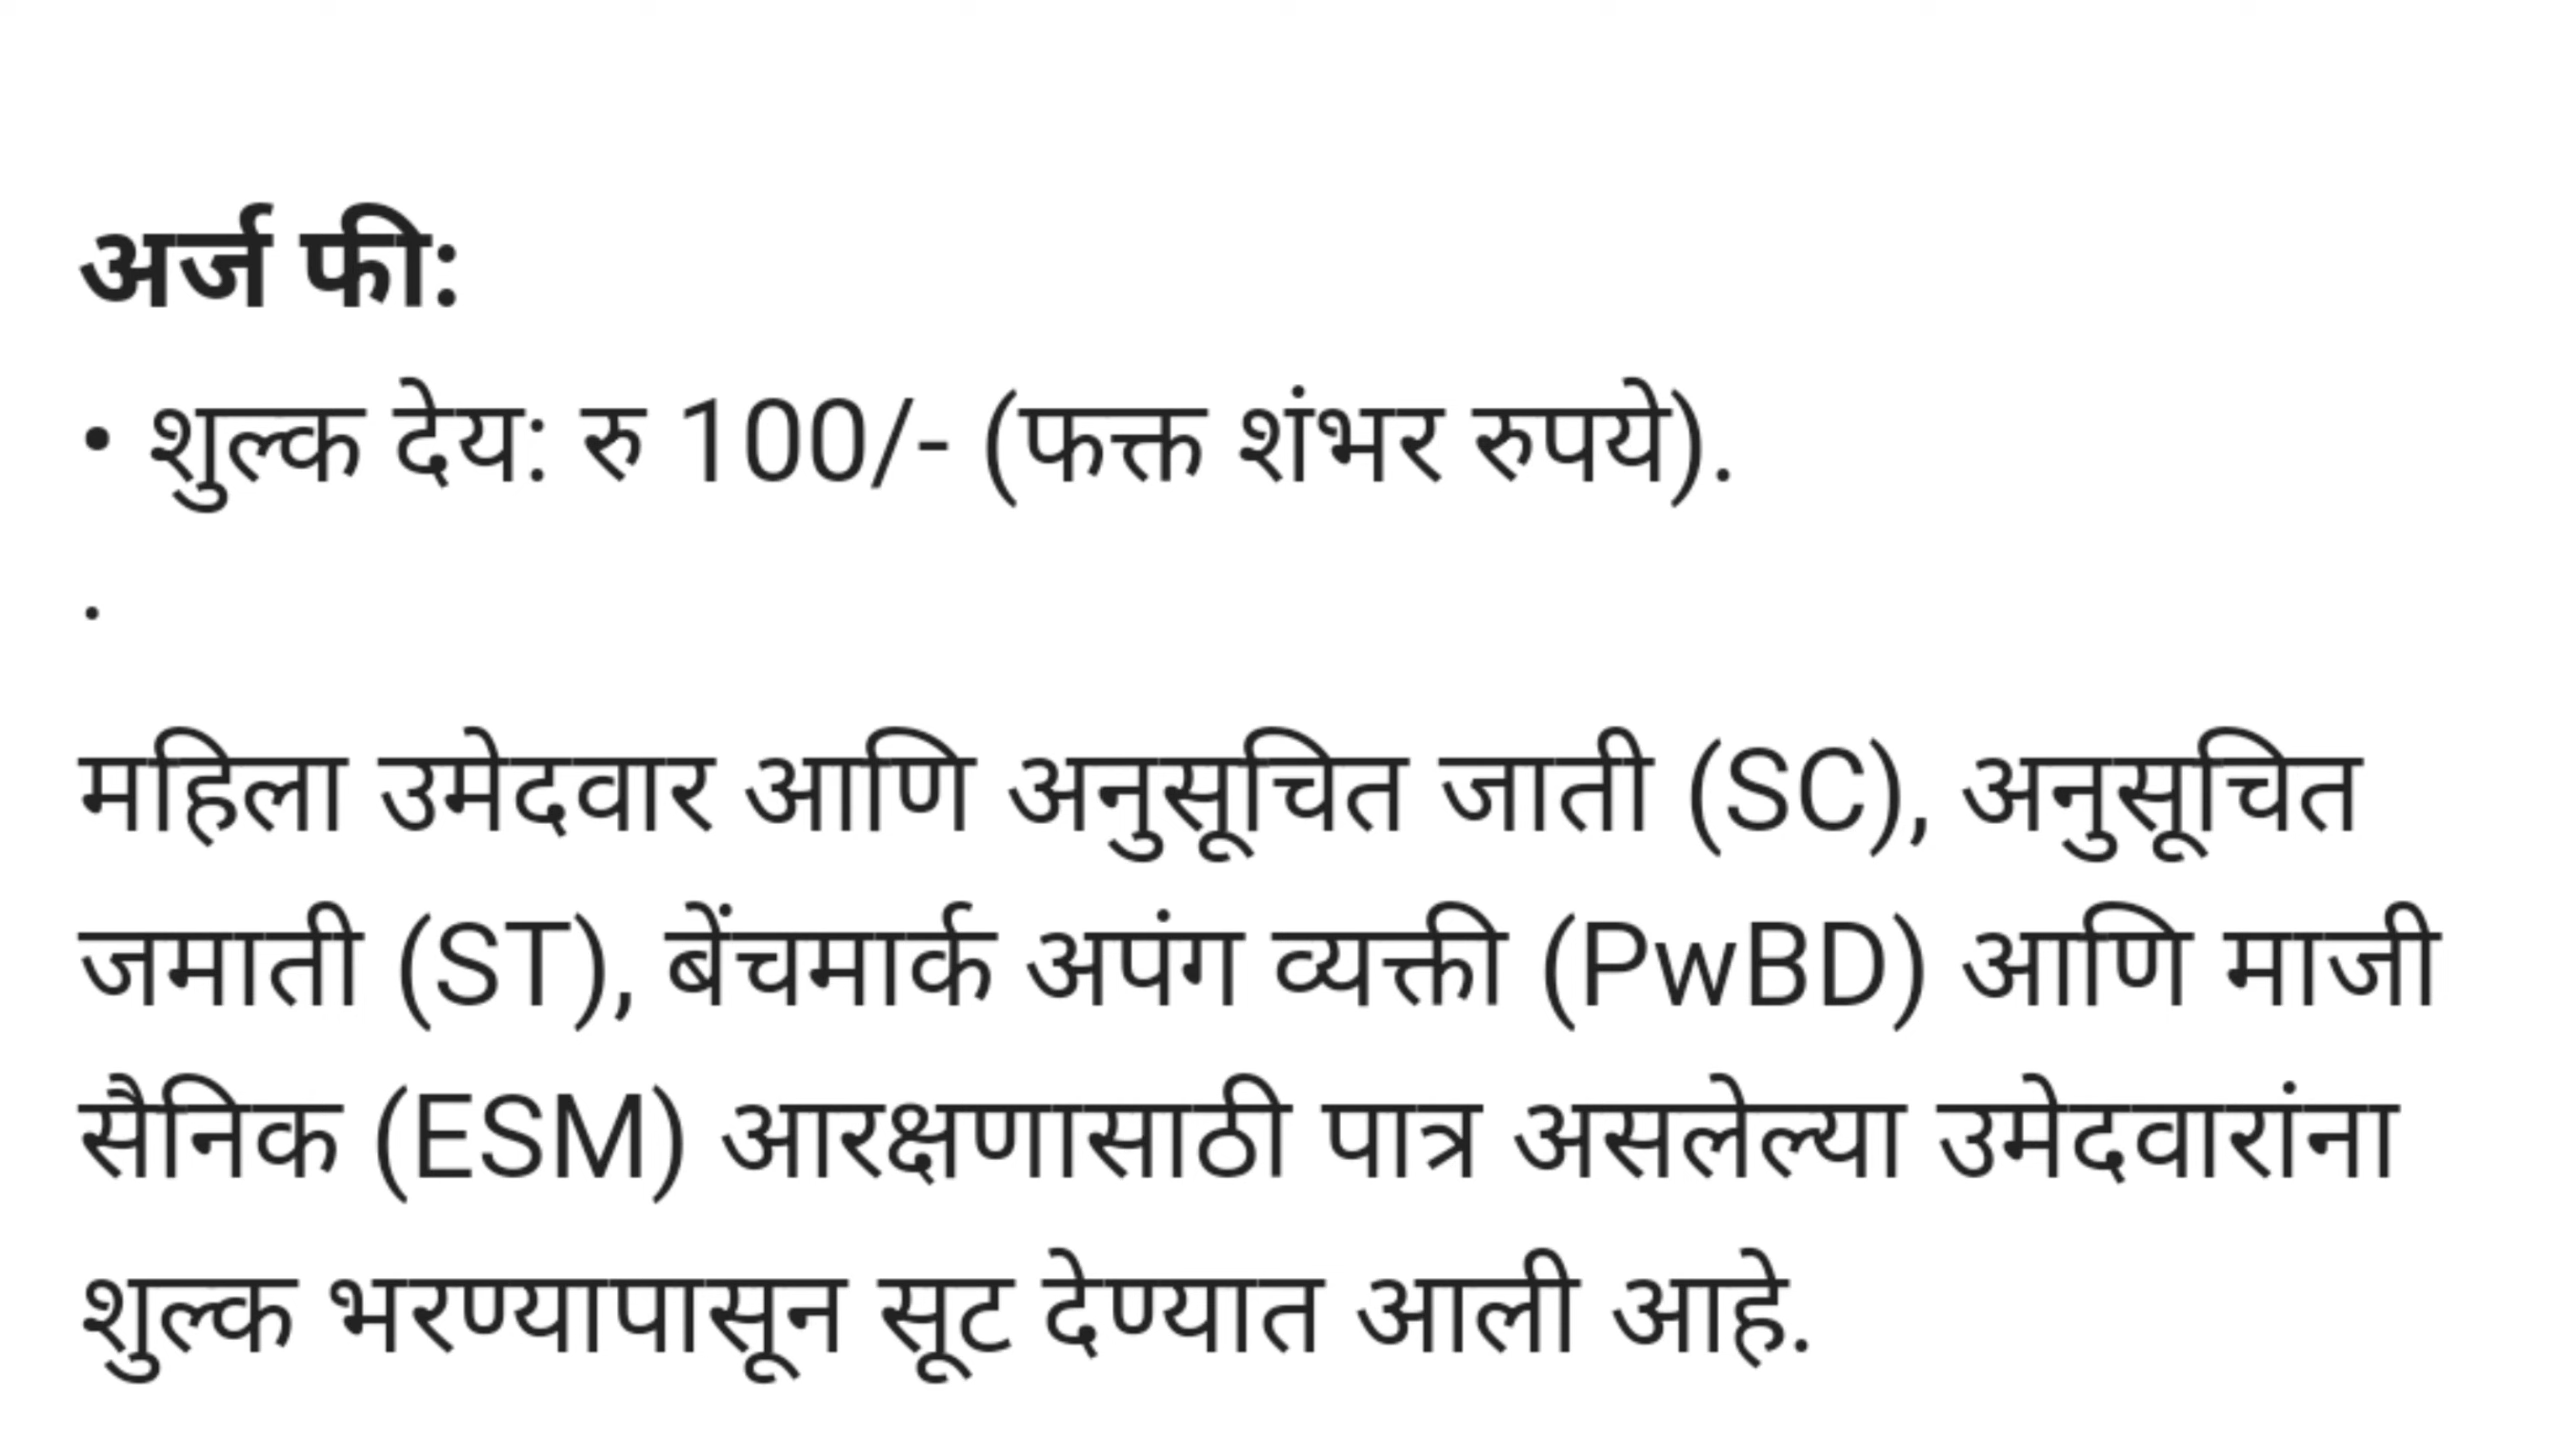 अर्ज फी:
• शुल्क देय: रु 100/- (फक्त शंभर रुपये).
.
महिला उमेदवार आणि अनुसूचित जाती (SC), अनुसूचित
जमाती (ST), बेंचमार्क अपंग व्यक्ती (PwBD) आणि माजी
सैनिक (ESM) आरक्षणासाठी पात्र असलेल्या उमेदवारांना
शुल्क भरण्यापासून सूट देण्यात आली आहे.